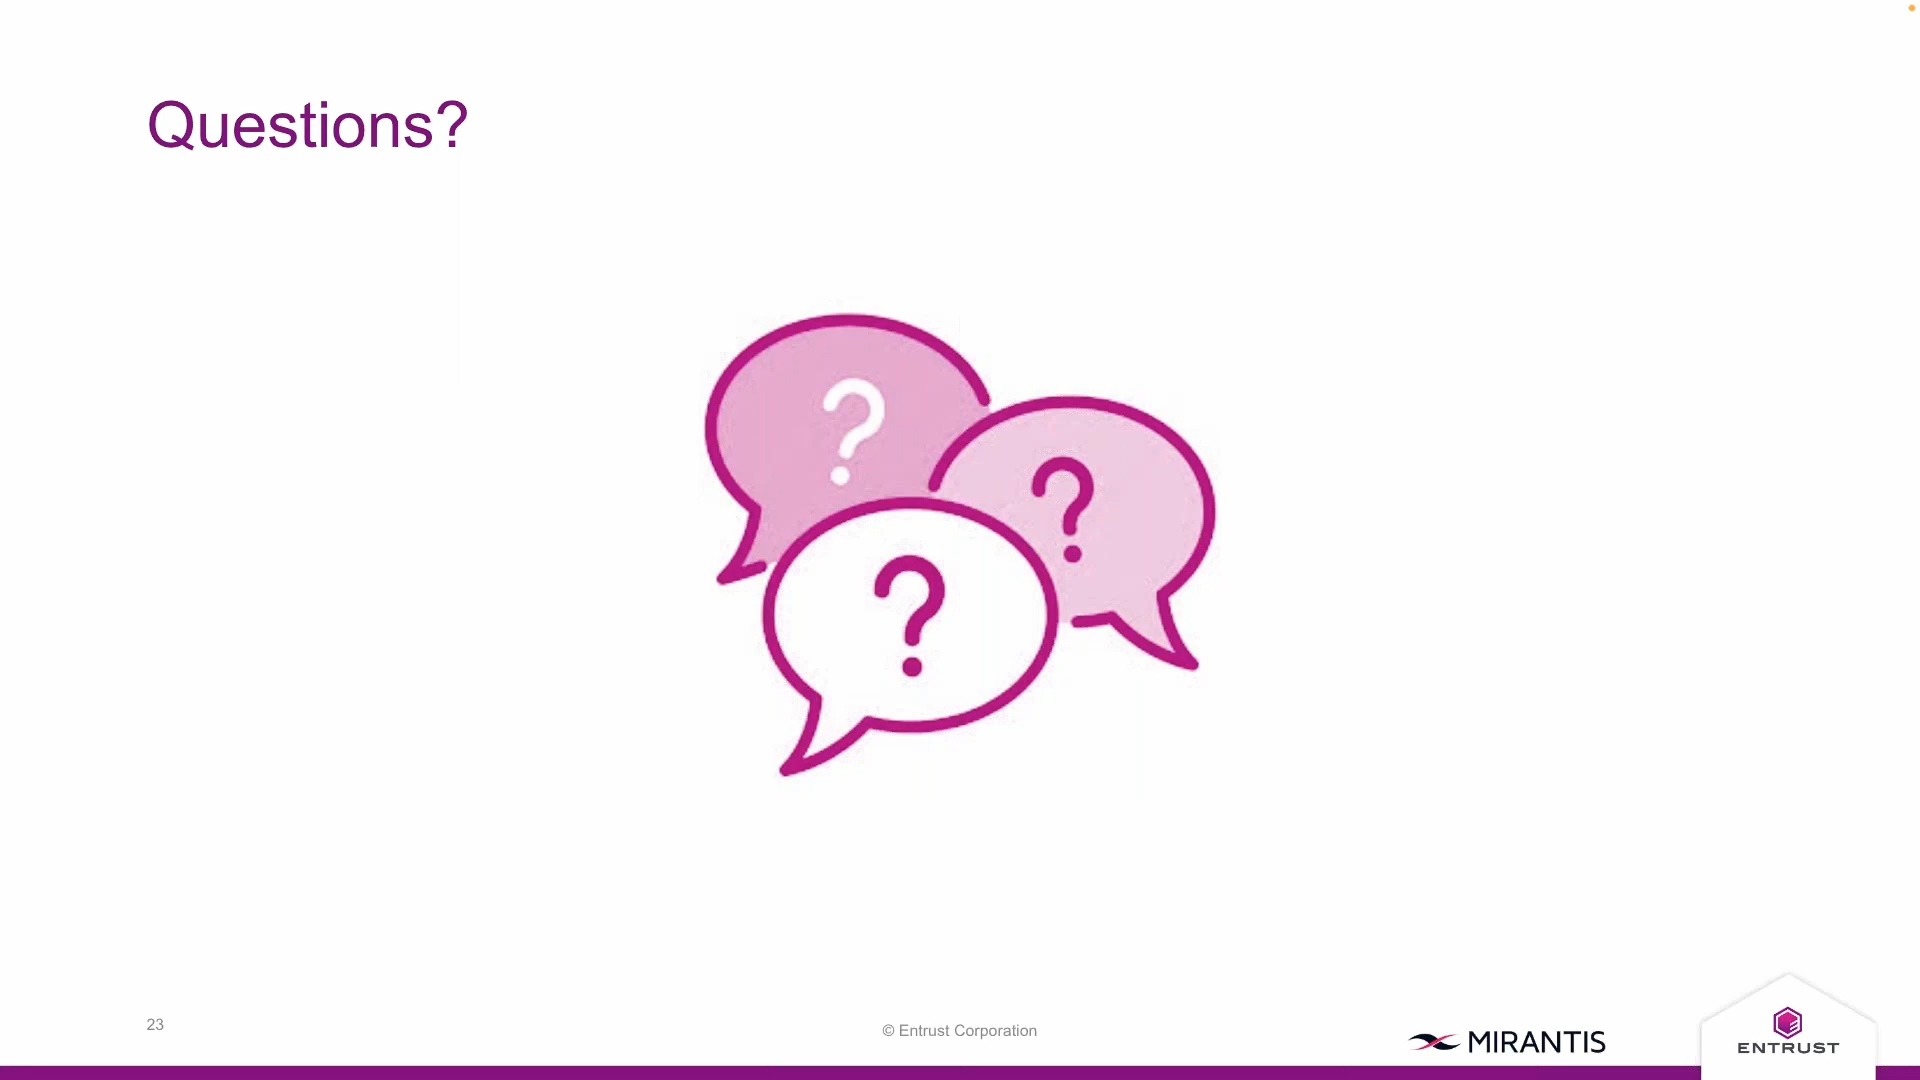 Questions?
?
?
?
23
© Entrust Corporation
MIRANTIS
ENTRUST